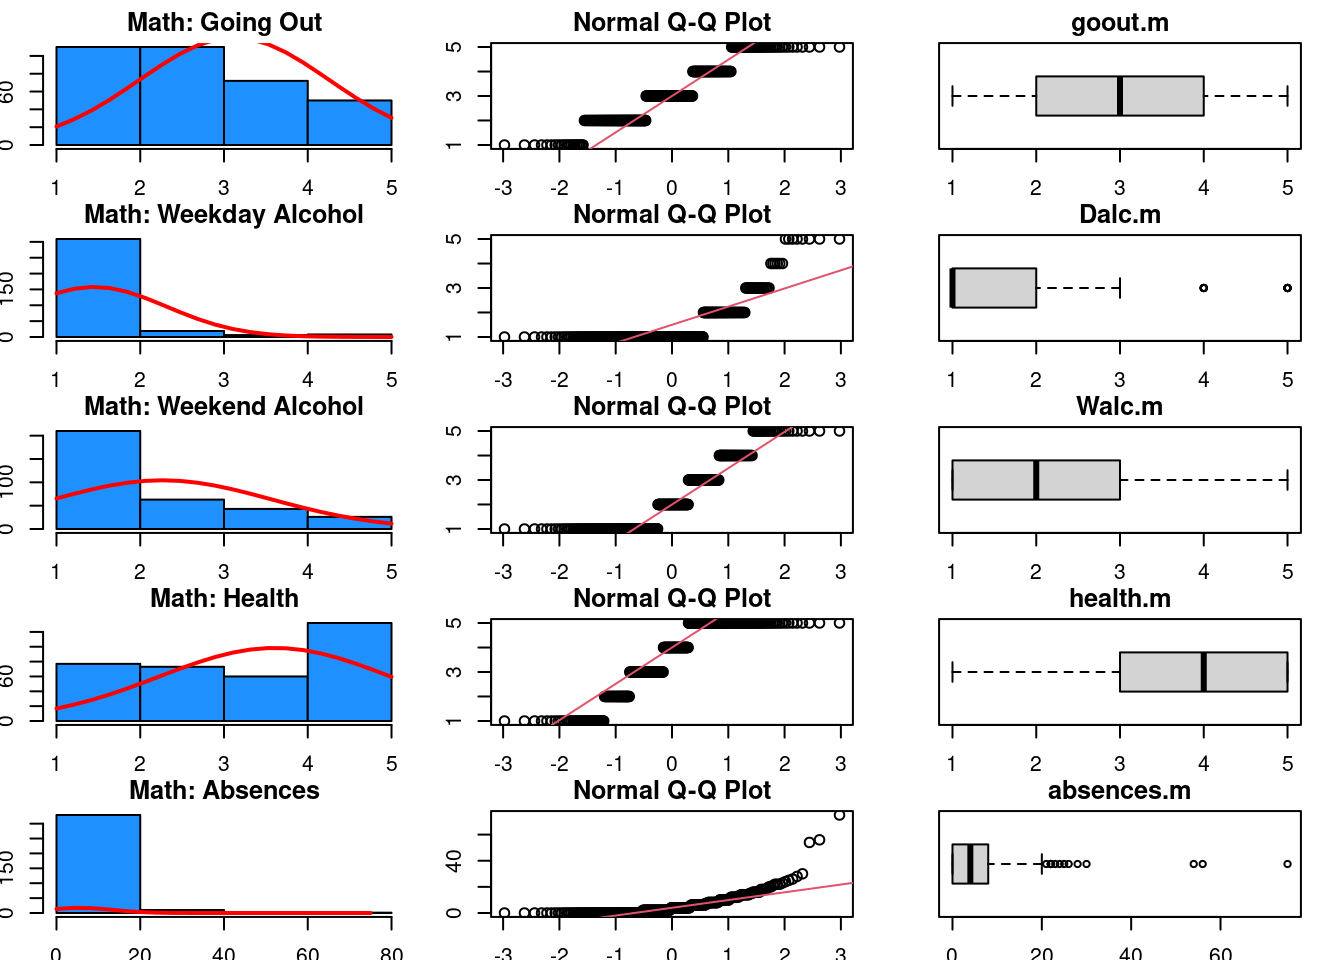 Math: Going Out Normal Q-Q Plot goout.m
0 60
1 2 3 4 5
1 3 5
-3 -2 -1 0 1 2 3
1 2 3 4 5
Math: Weekday Alcohol Normal Q-Q Plot Dalc.m
0 150
1 2 3 4 5
1 3 5
-3 -2 -1 0 1 2 3
1 2 3 4 5
Math: Weekend Alcohol Normal Q-Q Plot Walc.m
0 100
1 2 3 4 5
1 3 5
-3 -2 -1 0 1 2 3
1 2 3 4 5
Math: Health Normal Q-Q Plot health.m
0 60
1 2 3 4 5
1 3 5
-3 -2 -1 0 1 2 3
1 2 3 4 5
Math: Absences Normal Q-Q Plot absences.m
0 150
0 20 40 60 80
0 40
-3 -2 -1 0 1 2 3
0 20 40 60